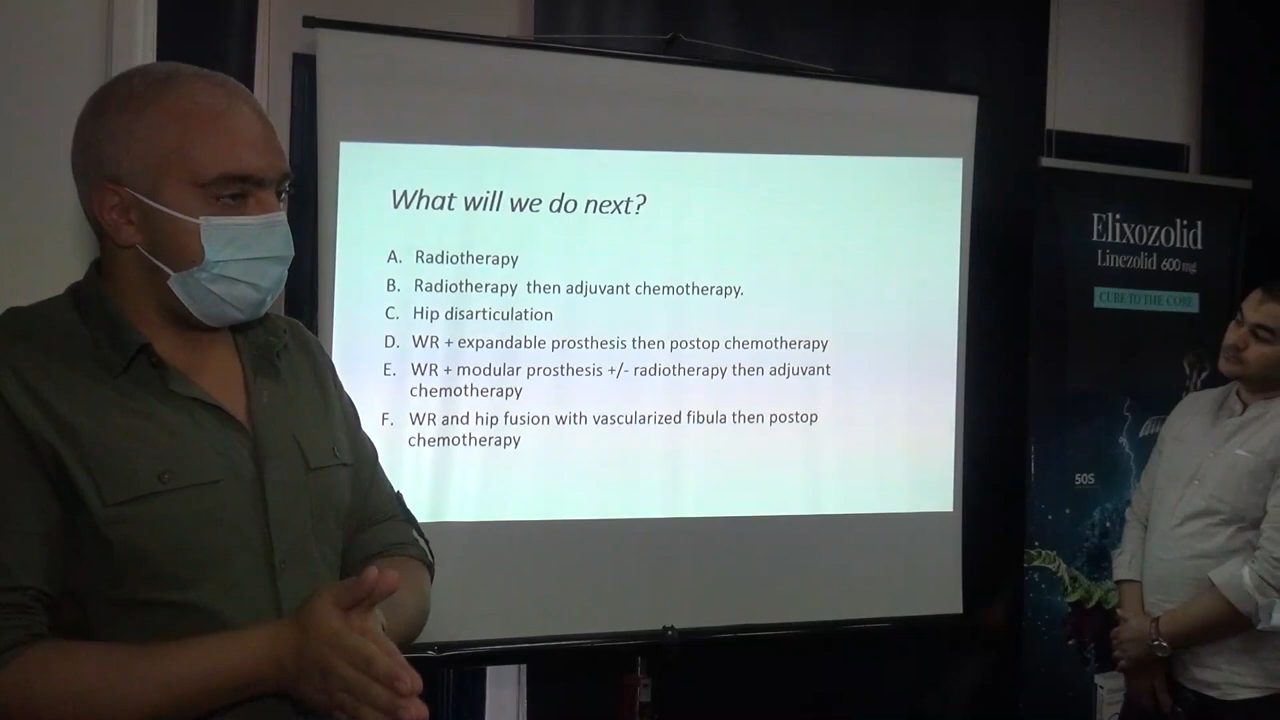 What will we do next?
A. Radiotherapy
B. Radiotherapy then adjuvant chemotherapy.
C. Hip disarticulation
D. WR + expandable prosthesis then postop chemotherapy
E. WR + modular prosthesis +/- radiotherapy then adjuvant
chemotherapy
F. WR and hip fusion with vascularized fibula then postop
chemotherapy
Elixozolid
Linezolid 600 mg
CURE TO THE CORE
50S